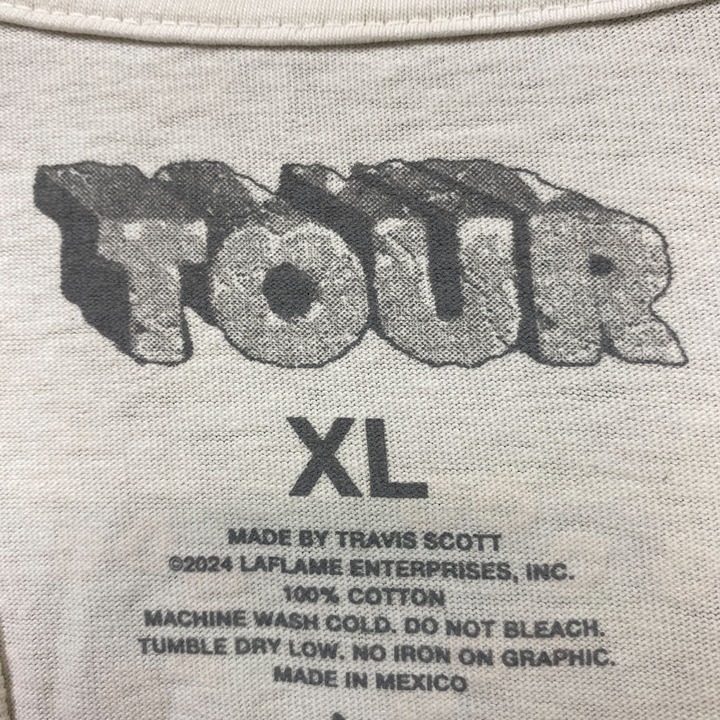 TOUR
XL
MADE BY TRAVIS SCOTT
©2024 LAFLAME ENTERPRISES, INC.
100% COTTON
MACHINE WASH COLD. DO NOT BLEACH.
TUMBLE DRY LOW. NO IRON ON GRAPHIC.
MADE IN MEXICO